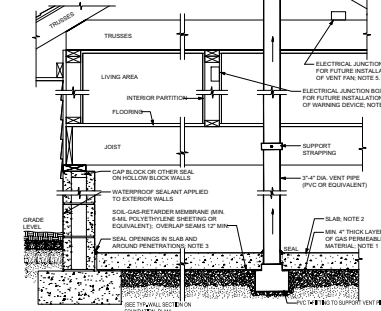 TRUSSES
TRUSSES
ELECTRICAL JUNCTION
FOR FUTURE INSTALLA
OF VENT FAN; NOTE 5.
LIVING AREA
ELECTRICAL JUNCTION BOX
FOR FUTURE INSTALLATION
OF WARNING DEVICE; NOTE
INTERIOR PARTITION
FLOORING
JOIST
SUPPORT
STRAPPING
CAP BLOCK OR OTHER SEAL
ON HOLLOW BLOCK WALLS
3"-4" DIA. VENT PIPE
(PVC OR EQUIVALENT)
WATERPROOF SEALANT APPLIED
TO EXTERIOR WALLS
SOIL-GAS-RETARDER MEMBRANE (MIN.
6-MIL POLYETHYLENE SHEETING OR
EQUIVALENT); OVERLAP SEAMS 12" MIN.
GRADE
LEVEL
SLAB; NOTE 2
MIN. 4" THICK LAYER
OF GAS PERMEABLE
MATERIAL; NOTE 1
SEAL OPENINGS IN SLAB AND
AROUND PENETRATIONS; NOTE 3
SEAL
(SEE TYP. WALL SECTION ON
FOUNDATION PLAN)
PVC T-FITTING TO SUPPORT VENT PI